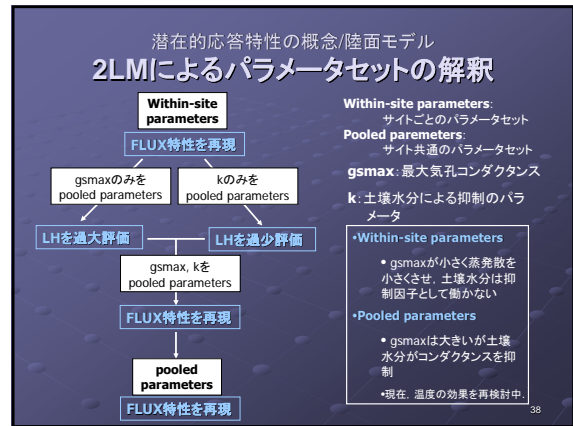 潜在的応答特性の概念/陸面モデル
2LMによるパラメータセットの解釈
Within-site
parameters
FLUX特性を再現
gsmaxのみを
pooled parameters
kのみを
pooled parameters
LHを過大評価
LHを過少評価
gsmax, kを
pooled parameters
FLUX特性を再現
pooled
parameters
FLUX特性を再現
Within-site parameters:
サイトごとのパラメータセット
Pooled paremeters:
サイト共通のパラメータセット
gsmax：最大気孔コンダクタンス
k：土壌水分による抑制のパラ
メータ
•Within-site parameters
• gsmaxが小さく蒸発散を
小さくさせ，土壌水分は抑
制因子として働かない
•Pooled parameters
• gsmaxは大きいが土壌
水分がコンダクタンスを抑
制
•現在，温度の効果を再検討中．
38